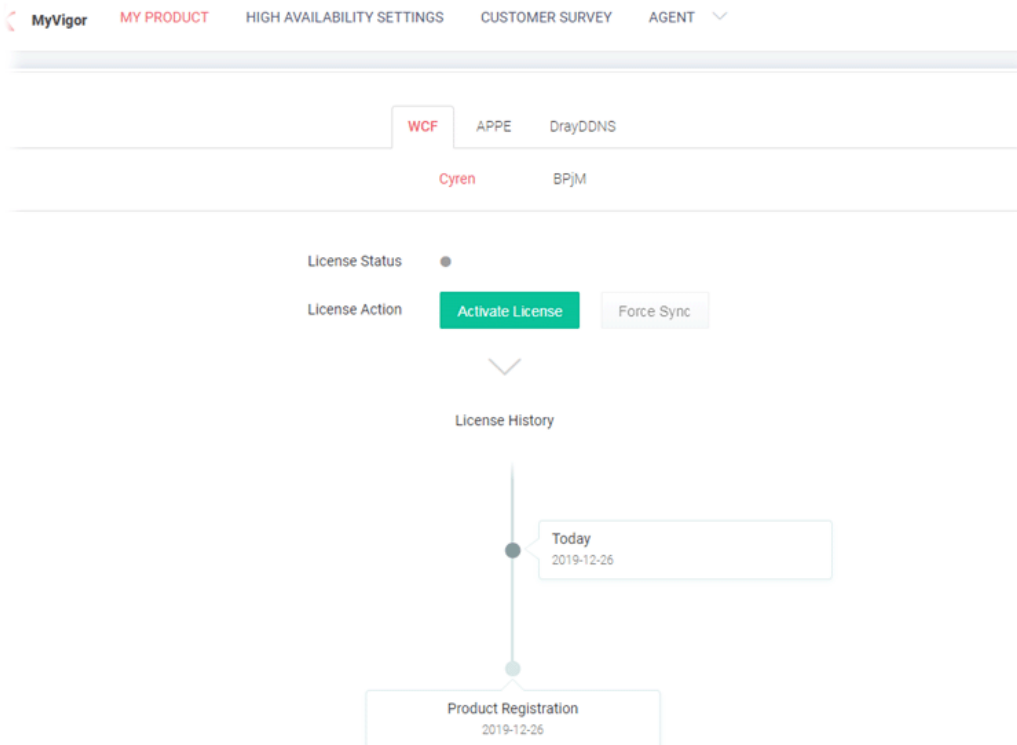 MyVigor MY PRODUCT HIGH AVAILABILITY SETTINGS CUSTOMER SURVEY AGENT
WCF APPE DrayDDNS
Cyren BPjM
License Status
License Action Activate License Force Sync
License History
Today
2019-12-26
Product Registration
2019-12-26